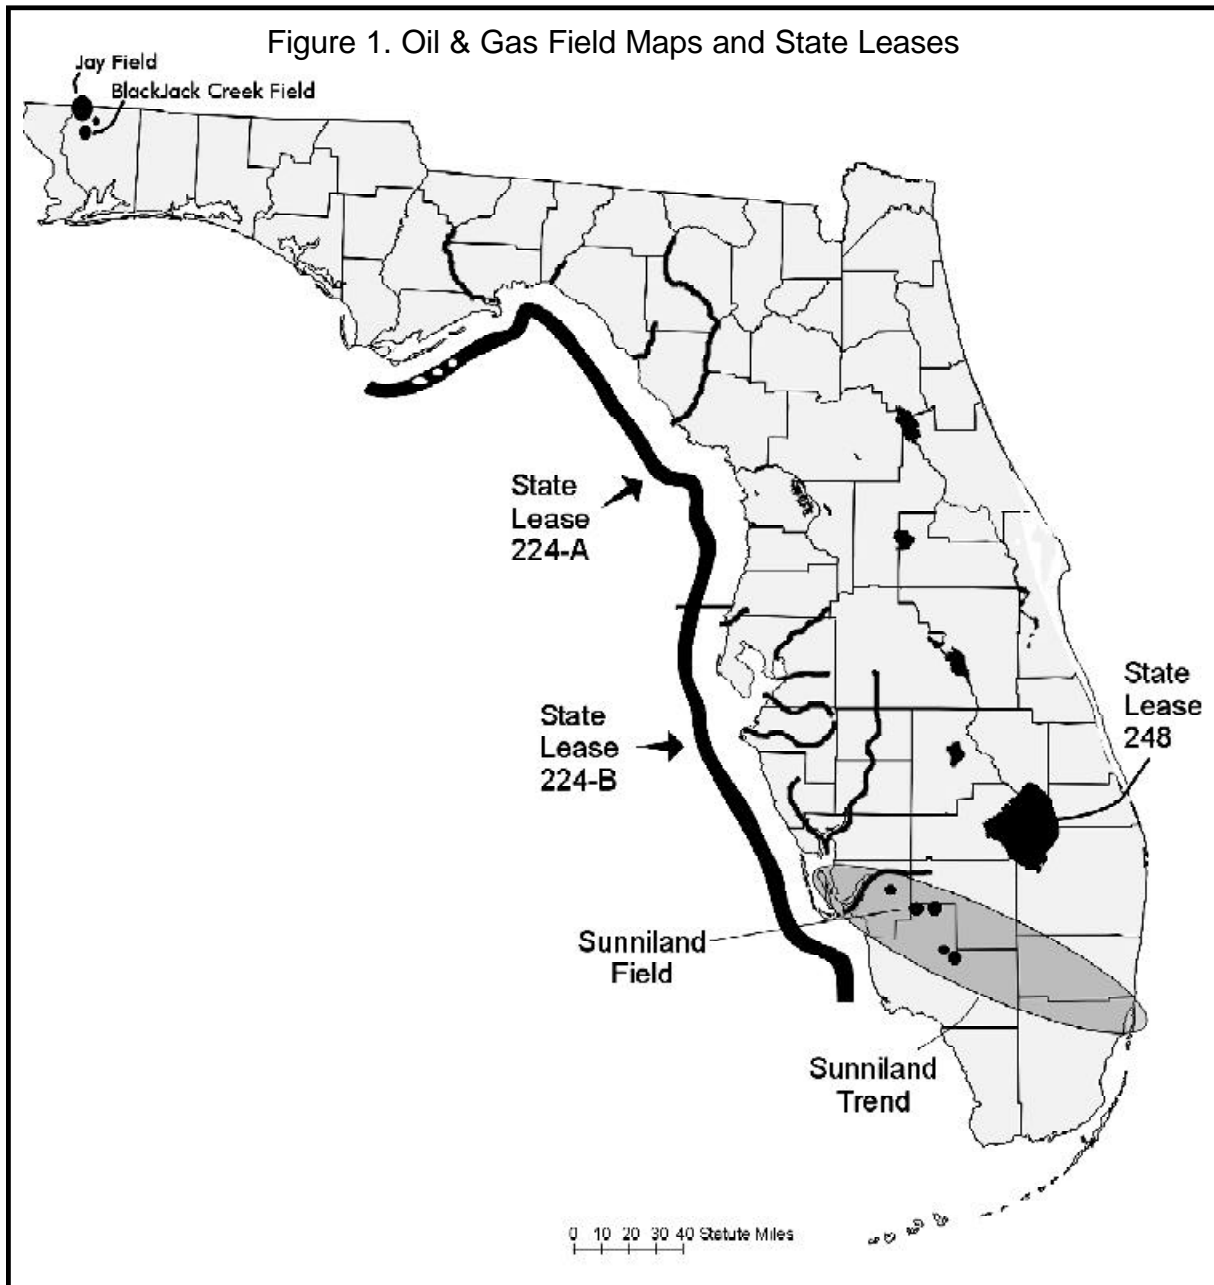 Figure 1. Oil & Gas Field Maps and State Leases
Jay Field
BlackJack Creek Field
State
Lease
224-A
State
Lease
248
State
Lease
224-B
Sunniland
Field
Sunniland
Trend
0 10 20 30 40 Statute Miles